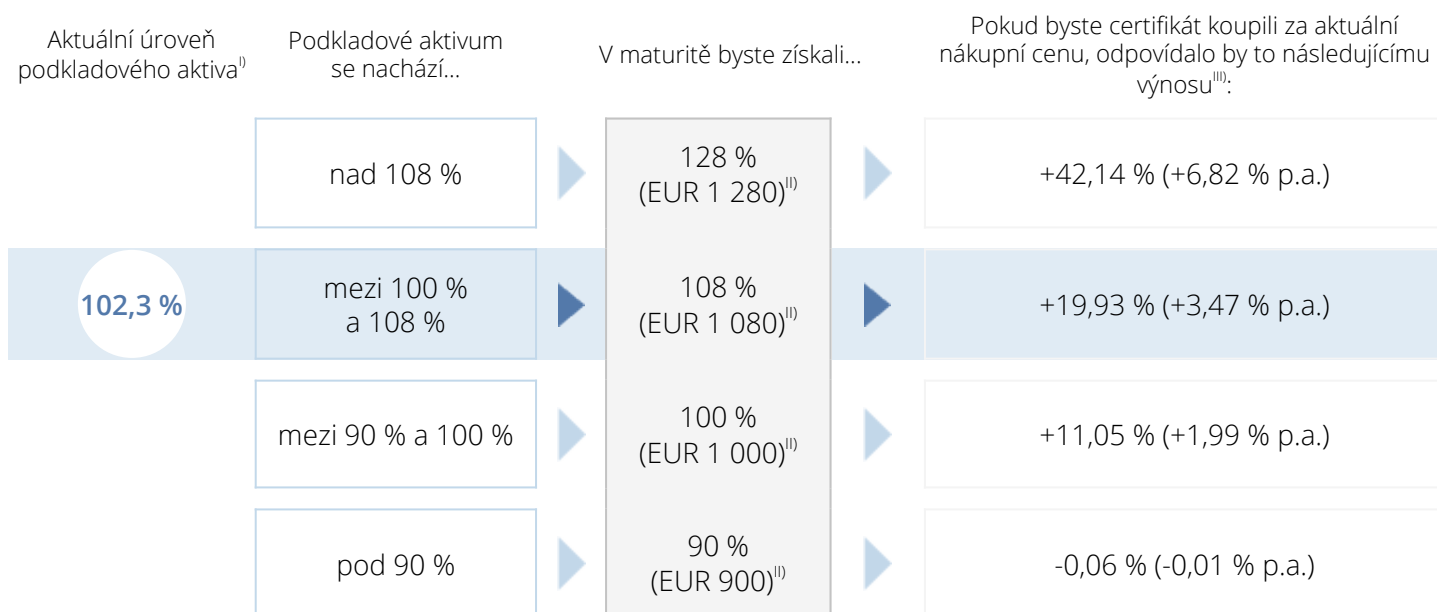 Aktuální úroveň
podkladového aktiva I)
Podkladové aktivum
se nachází...
V maturitě byste získali...
Pokud byste certifikát koupili za aktuální
nákupní cenu, odpovídalo by to následujícímu
výnosu III):
nad 108 %
128 %
(EUR 1 280) II)
+42,14 % (+6,82 % p.a.)
102,3 %
mezi 100 %
a 108 %
108 %
(EUR 1 080) II)
+19,93 % (+3,47 % p.a.)
mezi 90 % a 100 %
100 %
(EUR 1 000) II)
+11,05 % (+1,99 % p.a.)
pod 90 %
90 %
(EUR 900) II)
-0,06 % (-0,01 % p.a.)